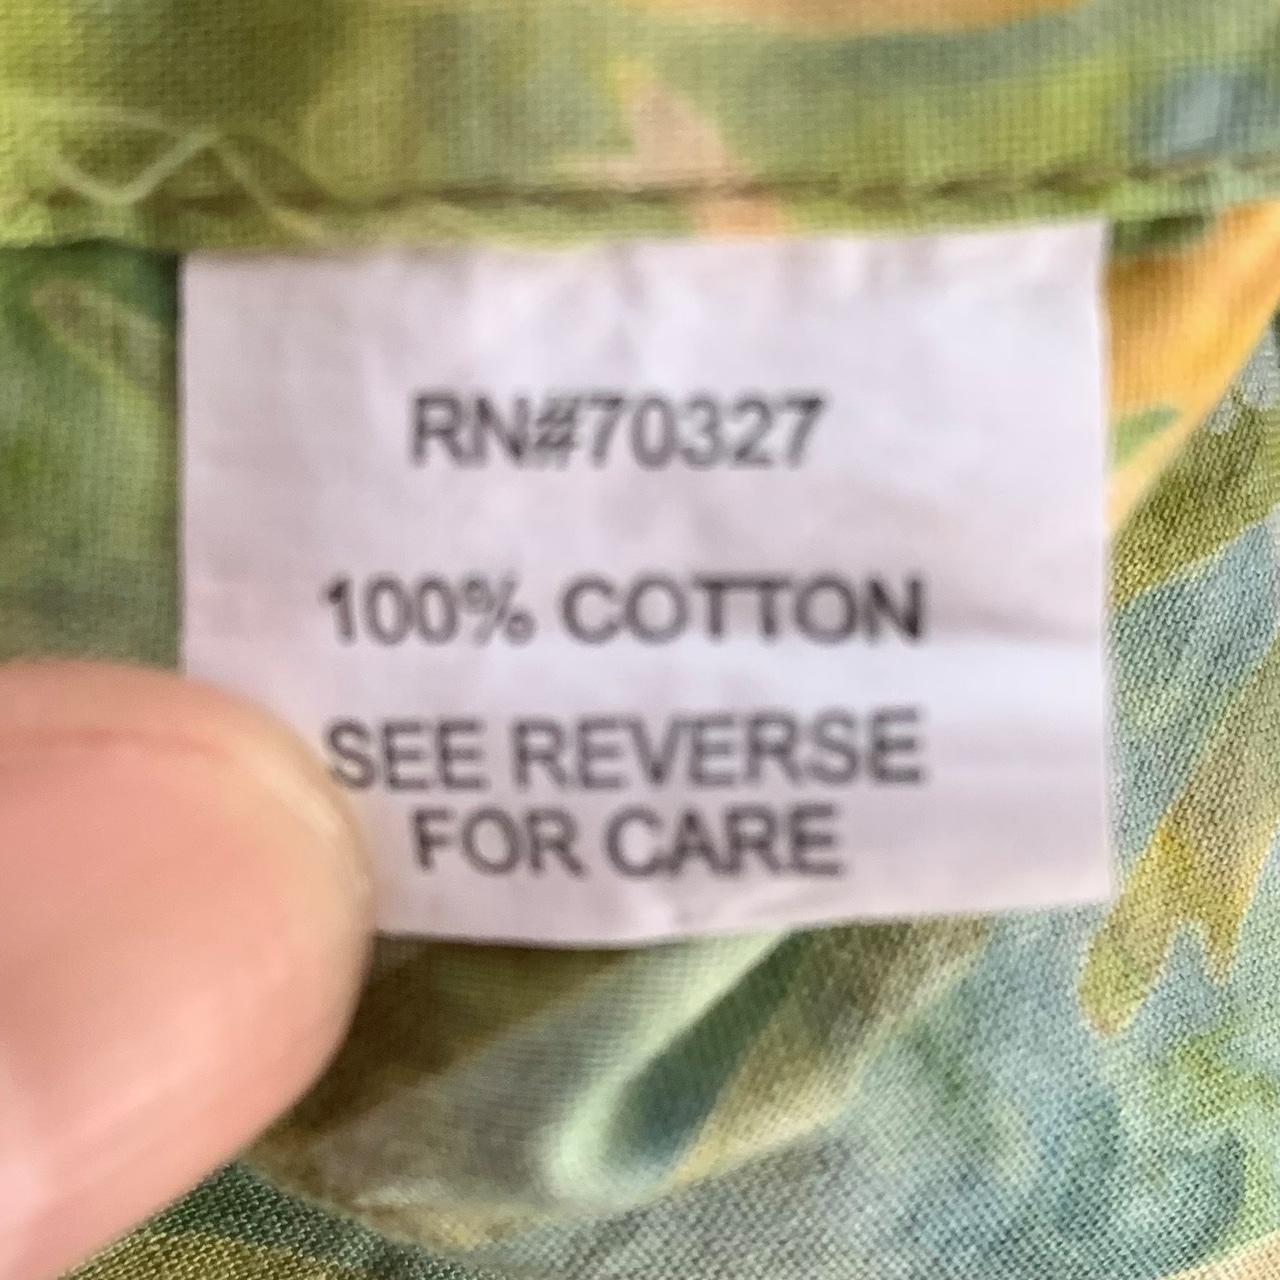 RN#70327
100% COTTON
SEE REVERSE
FOR CARE